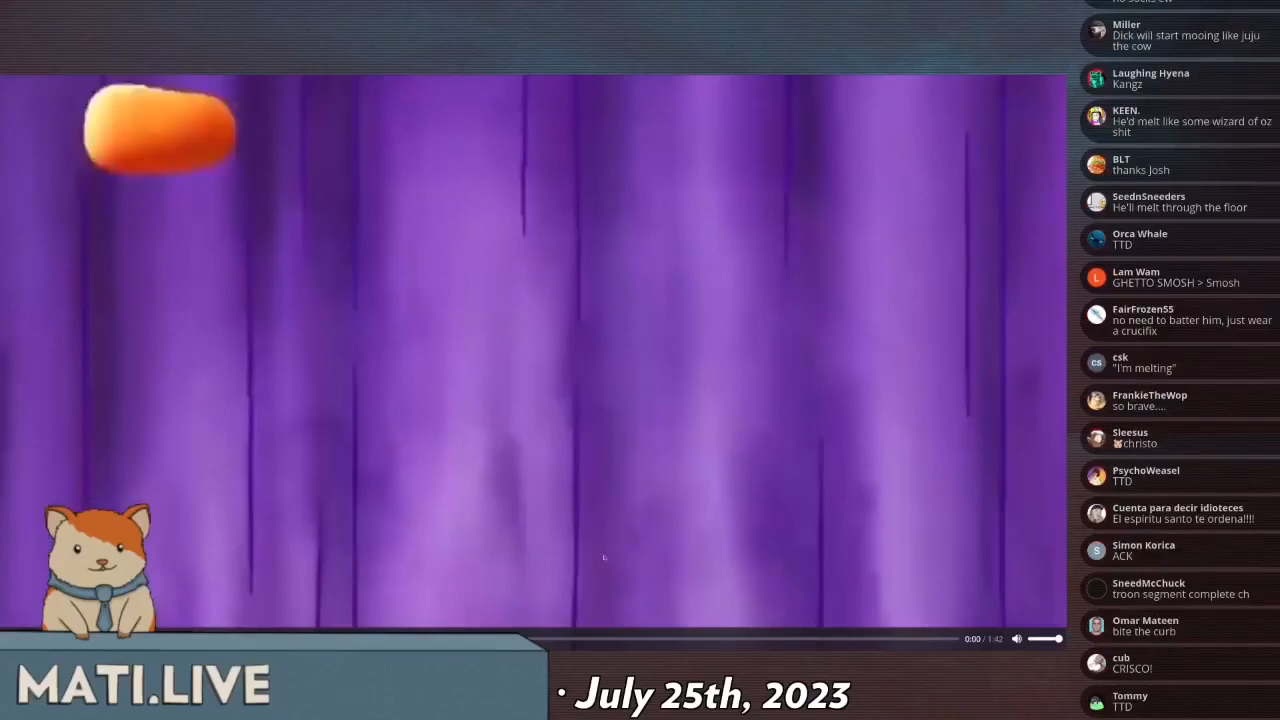 Miller
Dick will start mooing like juju
the cow
Laughing Hyena
Kangz
KEEN.
He'd melt like some wizard of oz
shit
BLT
thanks Josh
SeednSneeders
He'll melt through the floor
Orca Whale
TTD
L
Lam Wam
GHETTO SMOSH > Smosh
FairFrozen55
no need to batter him, just wear
a crucifix
cs
csk
"I'm melting"
FrankieTheWop
so brave....
Sleesus
christo
PsychoWeasel
TTD
Cuenta para decir idioteces
El espiritu santo te ordena!!!!
S
Simon Korica
ACK
SneedMcChuck
troon segment complete ch
Omar Mateen
bite the curb
cub
CRISCO!
Tommy
TTD
0:00 / 1:42
MATI.LIVE
· July 25th, 2023